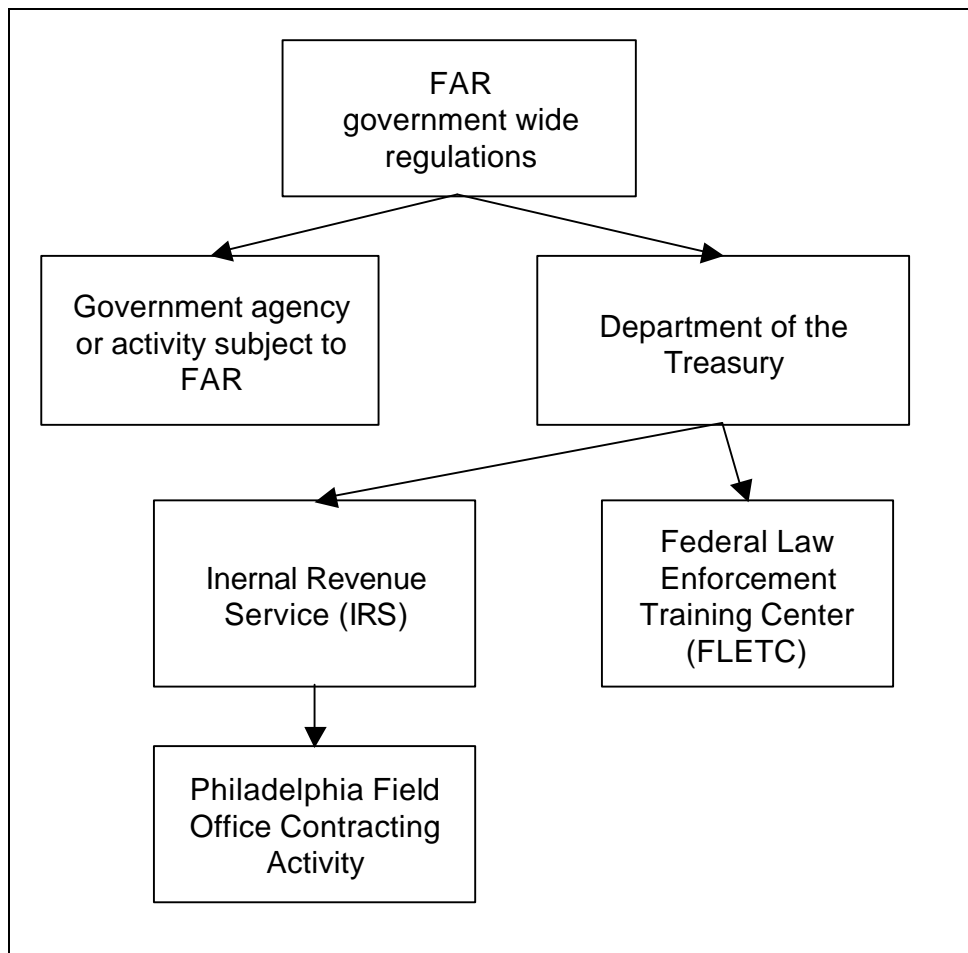 FAR
government wide
regulations
Government agency
or activity subject to
FAR
Department of the
Treasury
Inernal Revenue
Service (IRS)
Federal Law
Enforcement
Training Center
(FLETC)
Philadelphia Field
Office Contracting
Activity